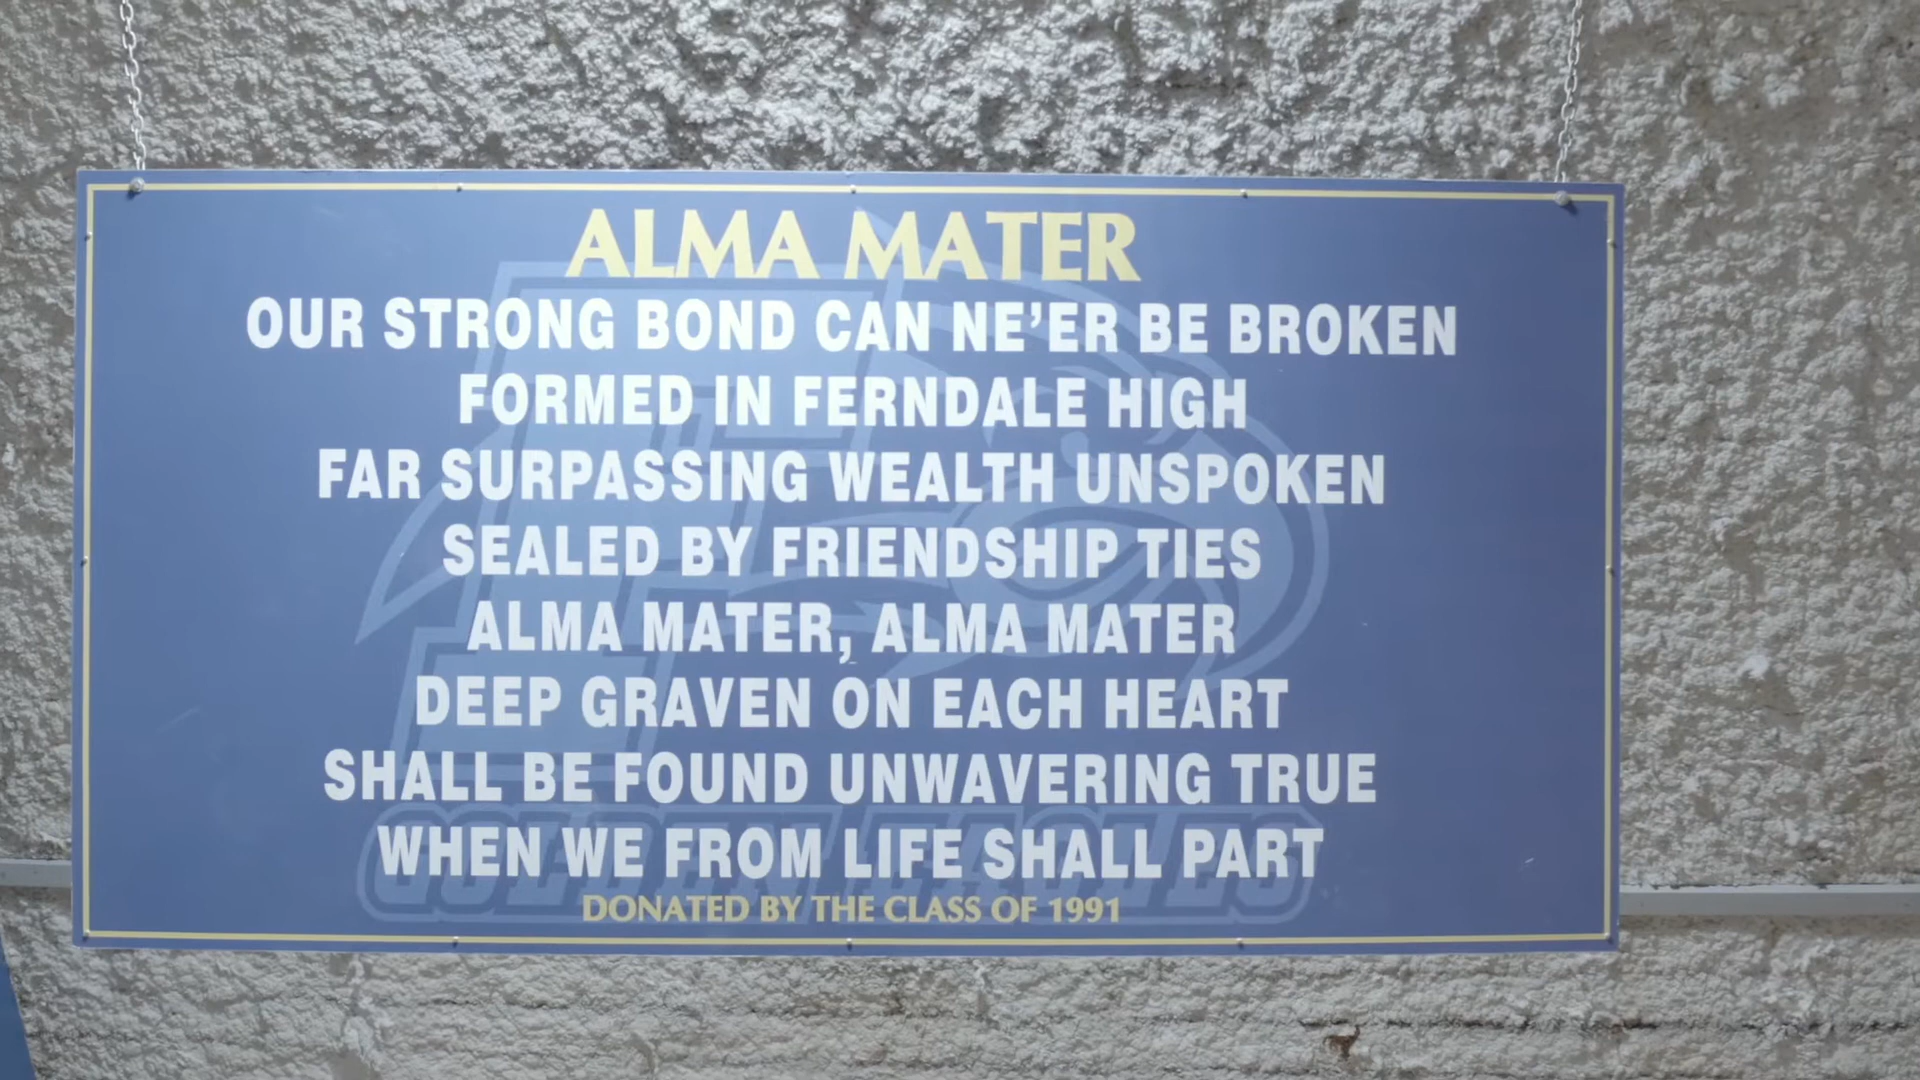 ALMA MATER
OUR STRONG BOND CAN NE'ER BE BROKEN
FORMED IN FERNDALE HIGH
FAR SURPASSING WEALTH UNSPOKEN
SEALED BY FRIENDSHIP TIES
ALMA MATER, ALMA MATER
DEEP GRAVEN ON EACH HEART
SHALL BE FOUND UNWAVERING TRUE
WHEN WE FROM LIFE SHALL PART
GOLDEN EAGLES
DONATED BY THE CLASS OF 1991